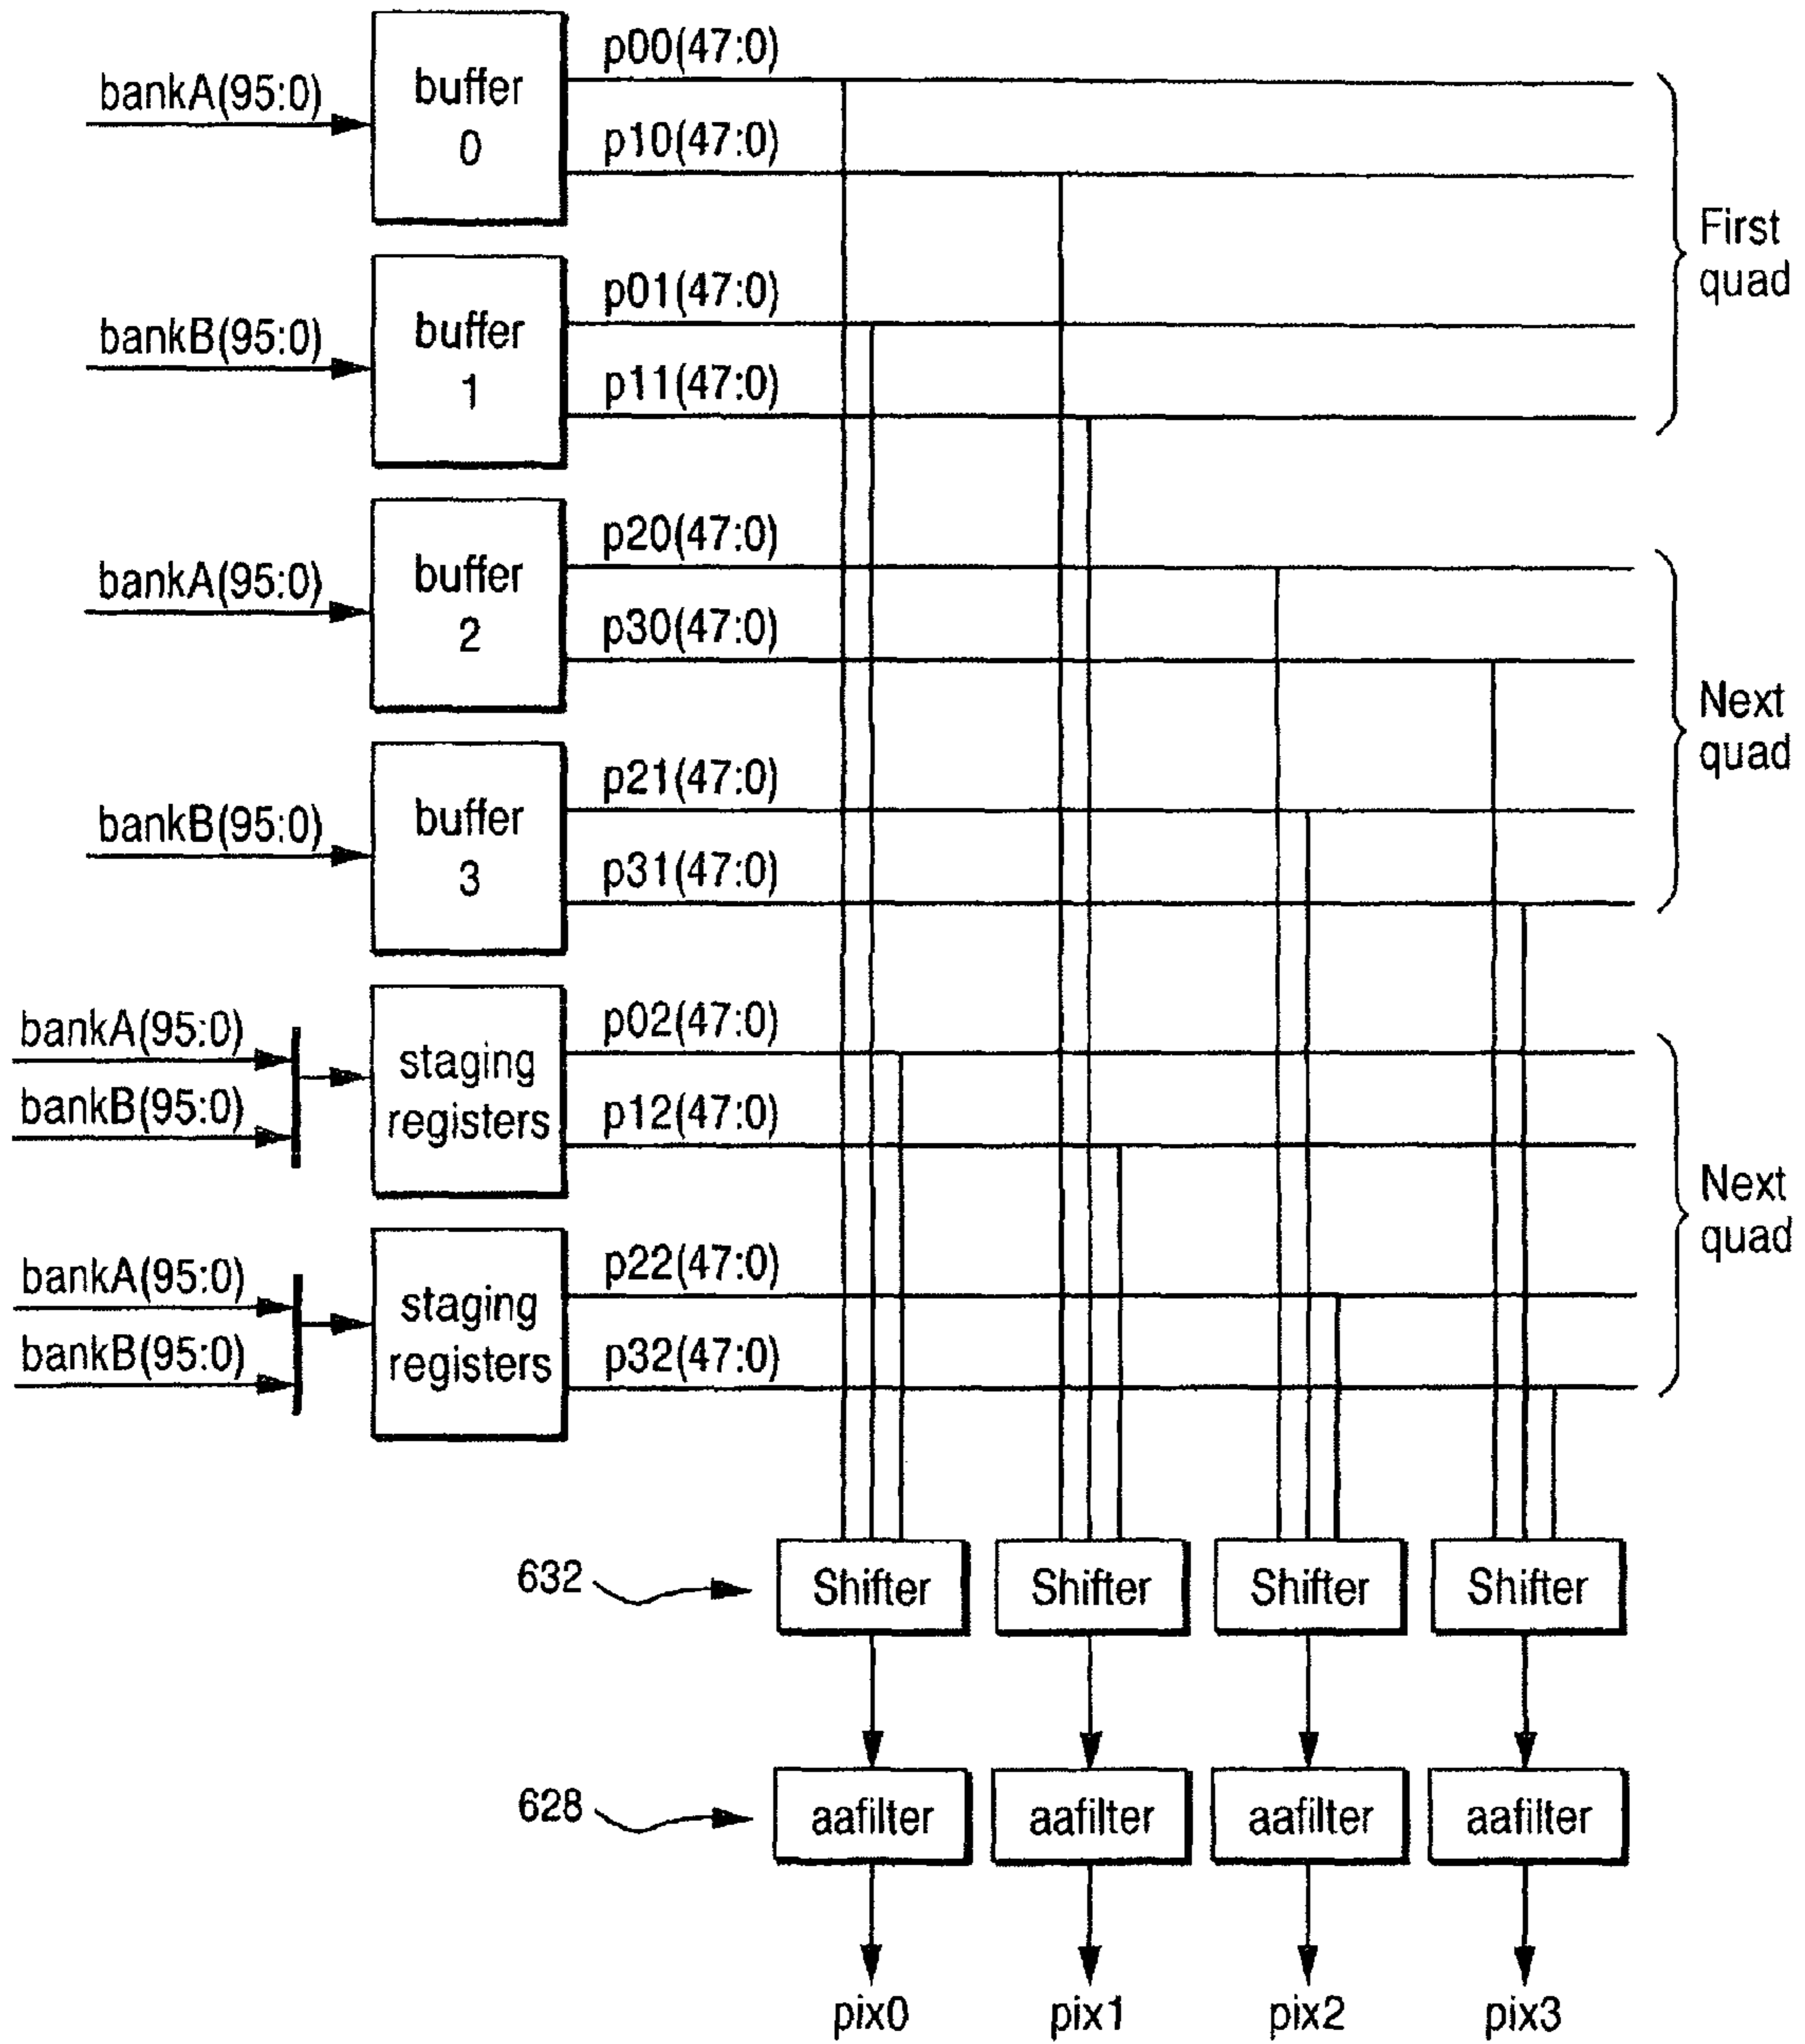 p00(47:0)
bankA(95:0)
buffer
0
p10(47:0)
First
quad
p01(47:0)
bankB(95:0)
buffer
1
p11(47:0)
p20(47:0)
bankA(95:0)
buffer
2
p30(47:0)
Next
quad
p21(47:0)
bankB(95:0)
buffer
3
p31(47:0)
p02(47:0)
bankA(95:0)
bankB(95:0)
staging
registers
p12(47:0)
Next
quad
p22(47:0)
bankA(95:0)
bankB(95:0)
staging
registers
p32(47:0)
632
Shifter
Shifter
Shifter
Shifter
628
aafilter
aafilter
aafilter
aafilter
pix0
pix1
pix2
pix3